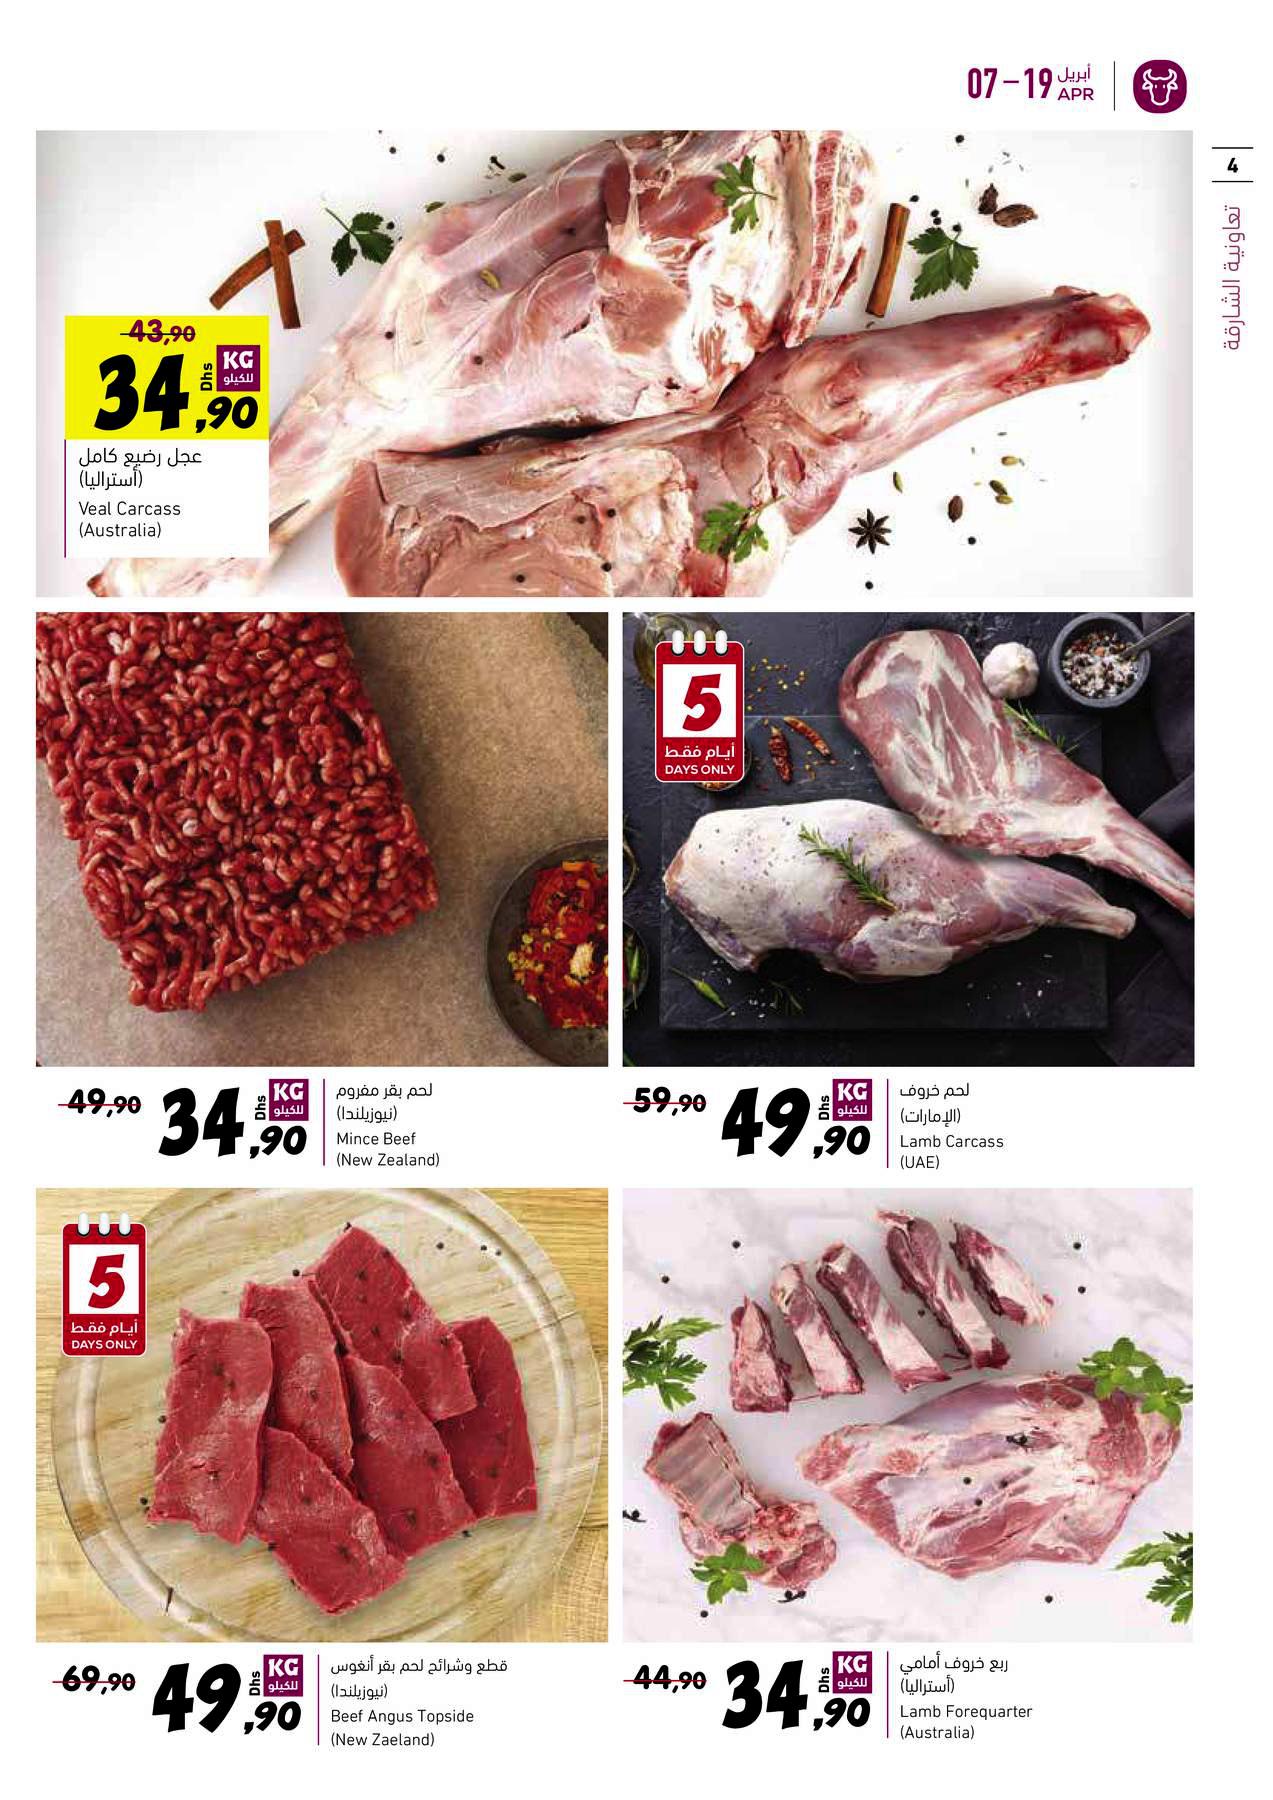 07 – 19 أبريل
APR
4
تعاونية الشارقة
43,90
34,90 Dhs
KG
للكيلو
عجل رضيع كامل
(أستراليا)
Veal Carcass
(Australia)
5
أيام فقط
DAYS ONLY
49,90
34,90 Dhs
KG
للكيلو
لحم بقر مفروم
(نيوزيلندا)
Mince Beef
(New Zealand)
59,90
49,90 Dhs
KG
للكيلو
لحم خروف
(الإمارات)
Lamb Carcass
(UAE)
5
أيام فقط
DAYS ONLY
69,90
49,90 Dhs
KG
للكيلو
قطع وشرائح لحم بقر أنغوس
(نيوزيلندا)
Beef Angus Topside
(New Zaeland)
44,90
34,90 Dhs
KG
للكيلو
ربع خروف أمامي
(أستراليا)
Lamb Forequarter
(Australia)